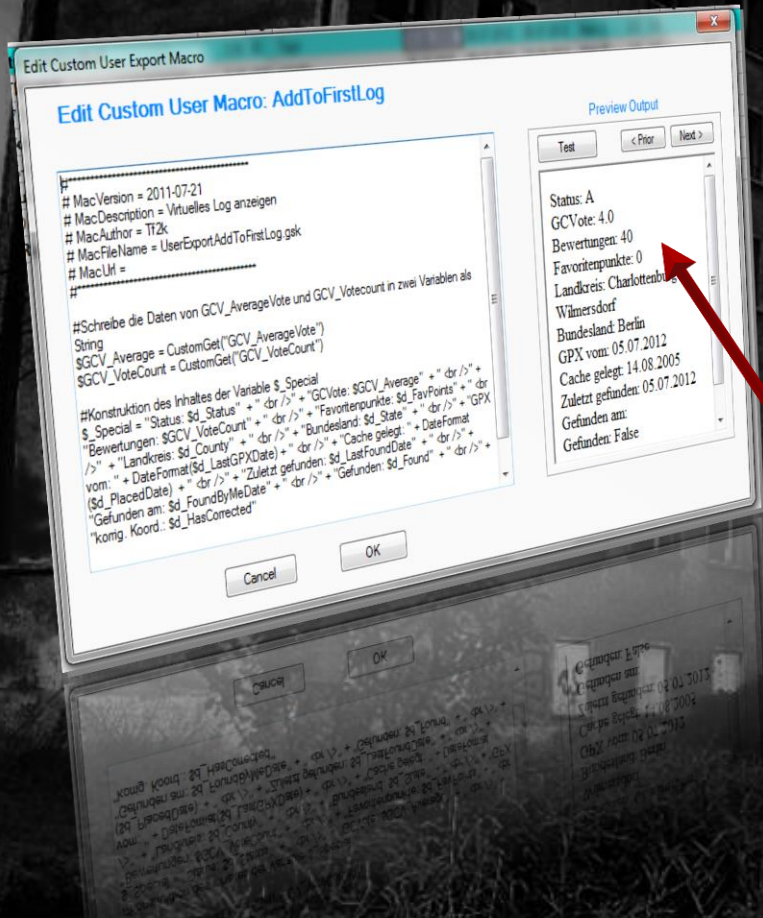 Edit Custom User Export Macro
Edit Custom User Macro: AddToFirstLog
#********************************************
# MacVersion = 2011-07-21
# MacDescription = Virtuelles Log anzeigen
# MacAuthor = Tf2k
# MacFileName = UserExportAddToFirstLog.gsk
# MacUrl =
#********************************************
#Schreibe die Daten von GCV_AverageVote und GCV_Votecount in zwei Variablen als
String
$GCV_Average = CustomGet("GCV_AverageVote")
$GCV_VoteCount = CustomGet("GCV_VoteCount")
#Konstruktion des Inhaltes der Variable $_Special
$_Special = "Status: $d_Status" + " <br />" + "GCVote: $GCV_Average" + " <br />" +
"Bewertungen: $GCV_VoteCount" + " <br />" + "Favoritenpunkte: $d_FavPoints" + " <br
/>" + "Landkreis: $d_County" + " <br />" + "Bundesland: $d_State" + " <br />" + "GPX
vom: " + DateFormat($d_LastGPXDate) + " <br />" + "Cache gelegt: " + DateFormat
($d_PlacedDate) + " <br />" + "Zuletzt gefunden: $d_LastFoundDate" + " <br />" +
"Gefunden am: $d_FoundByMeDate" + " <br />" + "Gefunden: $d_Found" + " <br />" +
"korrig. Koord.: $d_HasCorrected"
Cancel
OK
Preview Output
Test
< Prior
Next >
Status: A
GCVote: 4.0
Bewertungen: 40
Favoritenpunkte: 0
Landkreis:
Wilmersdorf
Bundesland: Berlin
GPX vom: 05.07.2012
Cache gelegt: 14.08.2005
Zuletzt gefunden: 05.07.2012
Gefunden am:
Gefunden: False